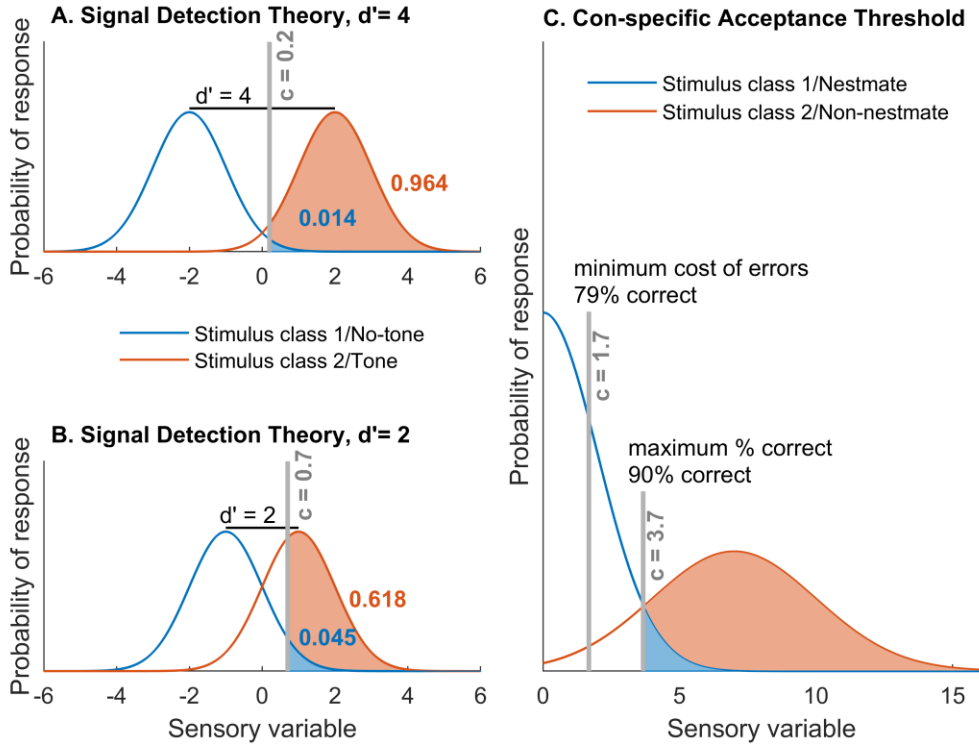 A. Signal Detection Theory, d'= 4
Probability of response
d' = 4
c = 0.2
0.964
0.014
-6 -4 -2 0 2 4 6
Stimulus class 1/No-tone
Stimulus class 2/Tone
B. Signal Detection Theory, d'= 2
Probability of response
d' = 2
c = 0.7
0.618
0.045
-6 -4 -2 0 2 4 6
Sensory variable
C. Con-specific Acceptance Threshold
Stimulus class 1/Nestmate
Stimulus class 2/Non-nestmate
Probability of response
minimum cost of errors
79% correct
c = 1.7
maximum % correct
90% correct
c = 3.7
0 5 10 15
Sensory variable